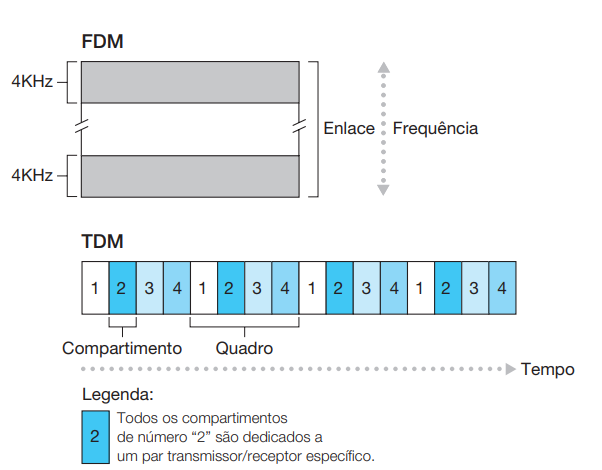 FDM
4KHz
Enlace
Frequência
4KHz
TDM
1 2 3 4 1 2 3 4 1 2 3 4 1 2 3 4
Compartimento
Quadro
Tempo
Legenda:
2
Todos os compartimentos
de número “2” são dedicados a
um par transmissor/receptor específico.